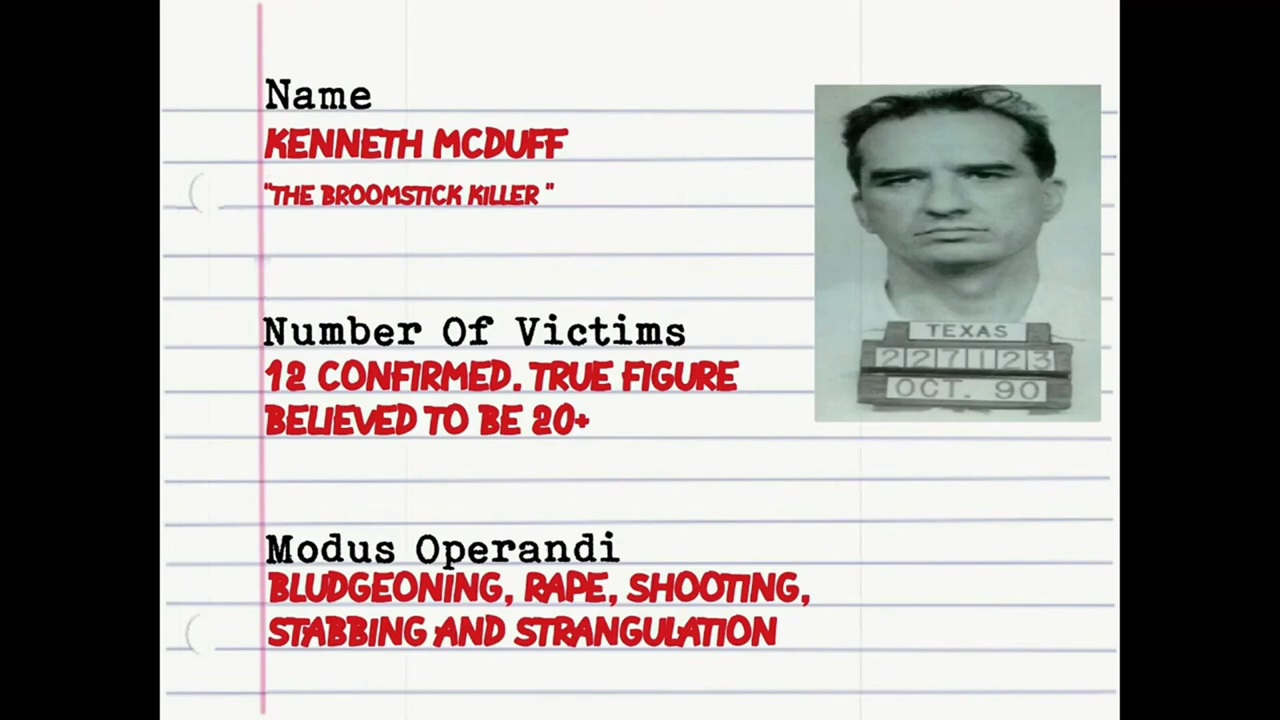 Name
KENNETH MCDUFF
"THE BROOMSTICK KILLER "
Number Of Victims
12 CONFIRMED. TRUE FIGURE
BELIEVED TO BE 20+
Modus Operandi
BLUDGEONING, RAPE, SHOOTING,
STABBING AND STRANGULATION
TEXAS
227123
OCT. 90